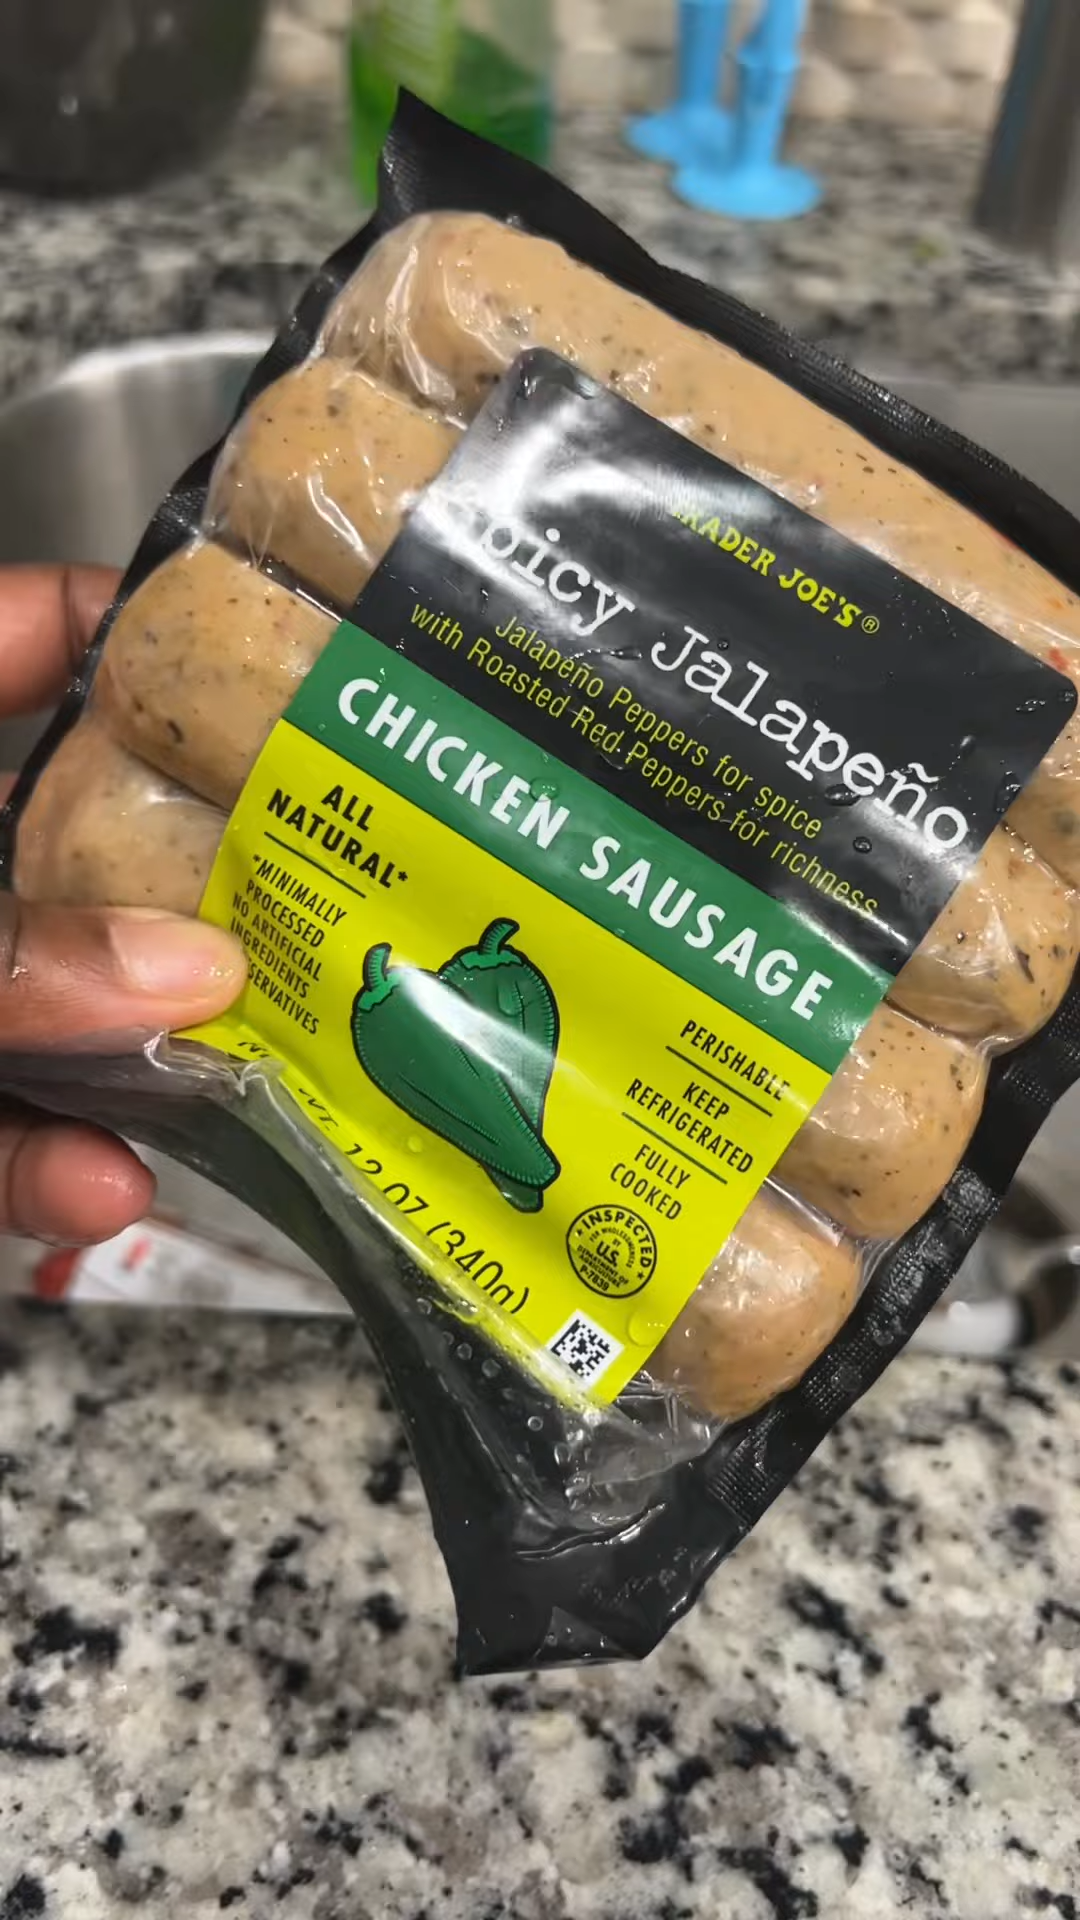 TRADER JOE'S®
Spicy Jalapeño
Jalapeño Peppers for spice
with Roasted Red Peppers for richness
CHICKEN SAUSAGE
ALL
NATURAL*
*MINIMALLY
PROCESSED
NO ARTIFICIAL
INGREDIENTS
SERVATIVES
PERISHABLE
KEEP
REFRIGERATED
FULLY
COOKED
WT. 12 OZ (340g)
INSPECTED
FOR WHOLESOMENESS
BY
U.S.
DEPARTMENT OF
AGRICULTURE
P-7839